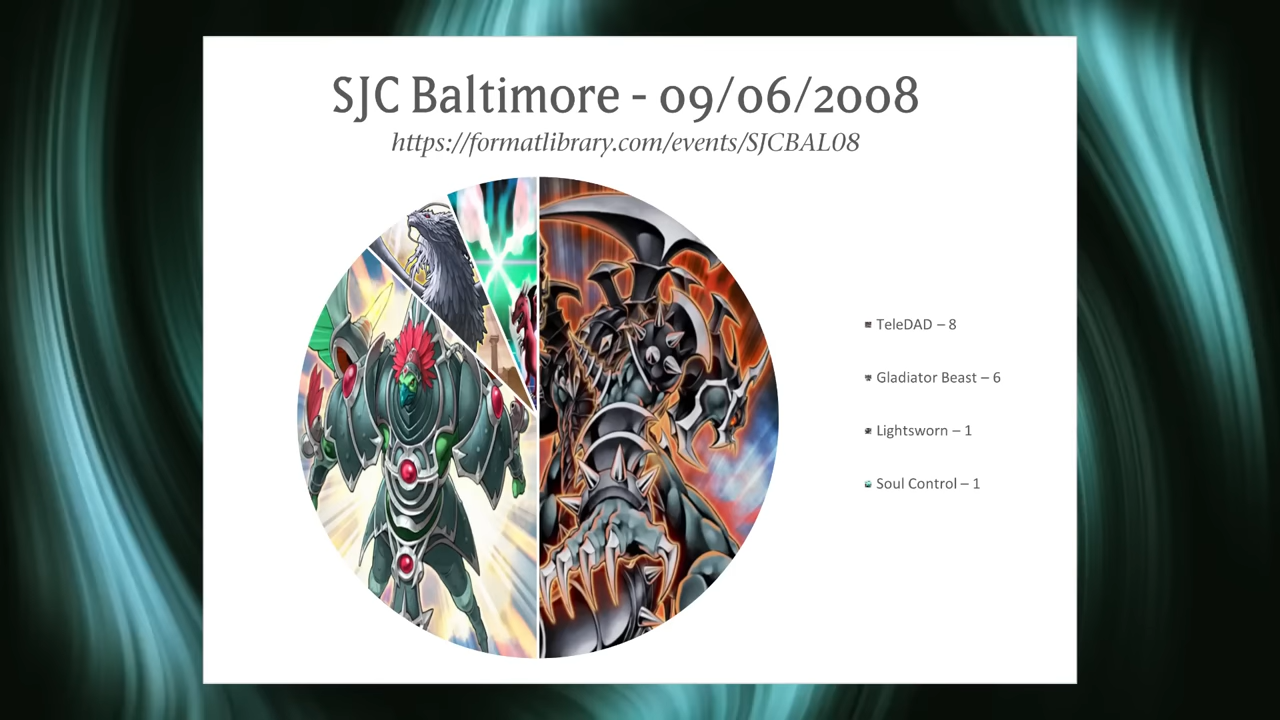 SJC Baltimore - 09/06/2008
https://formatlibrary.com/events/SJCBAL08
TeleDAD – 8
Gladiator Beast – 6
Lightsworn – 1
Soul Control – 1